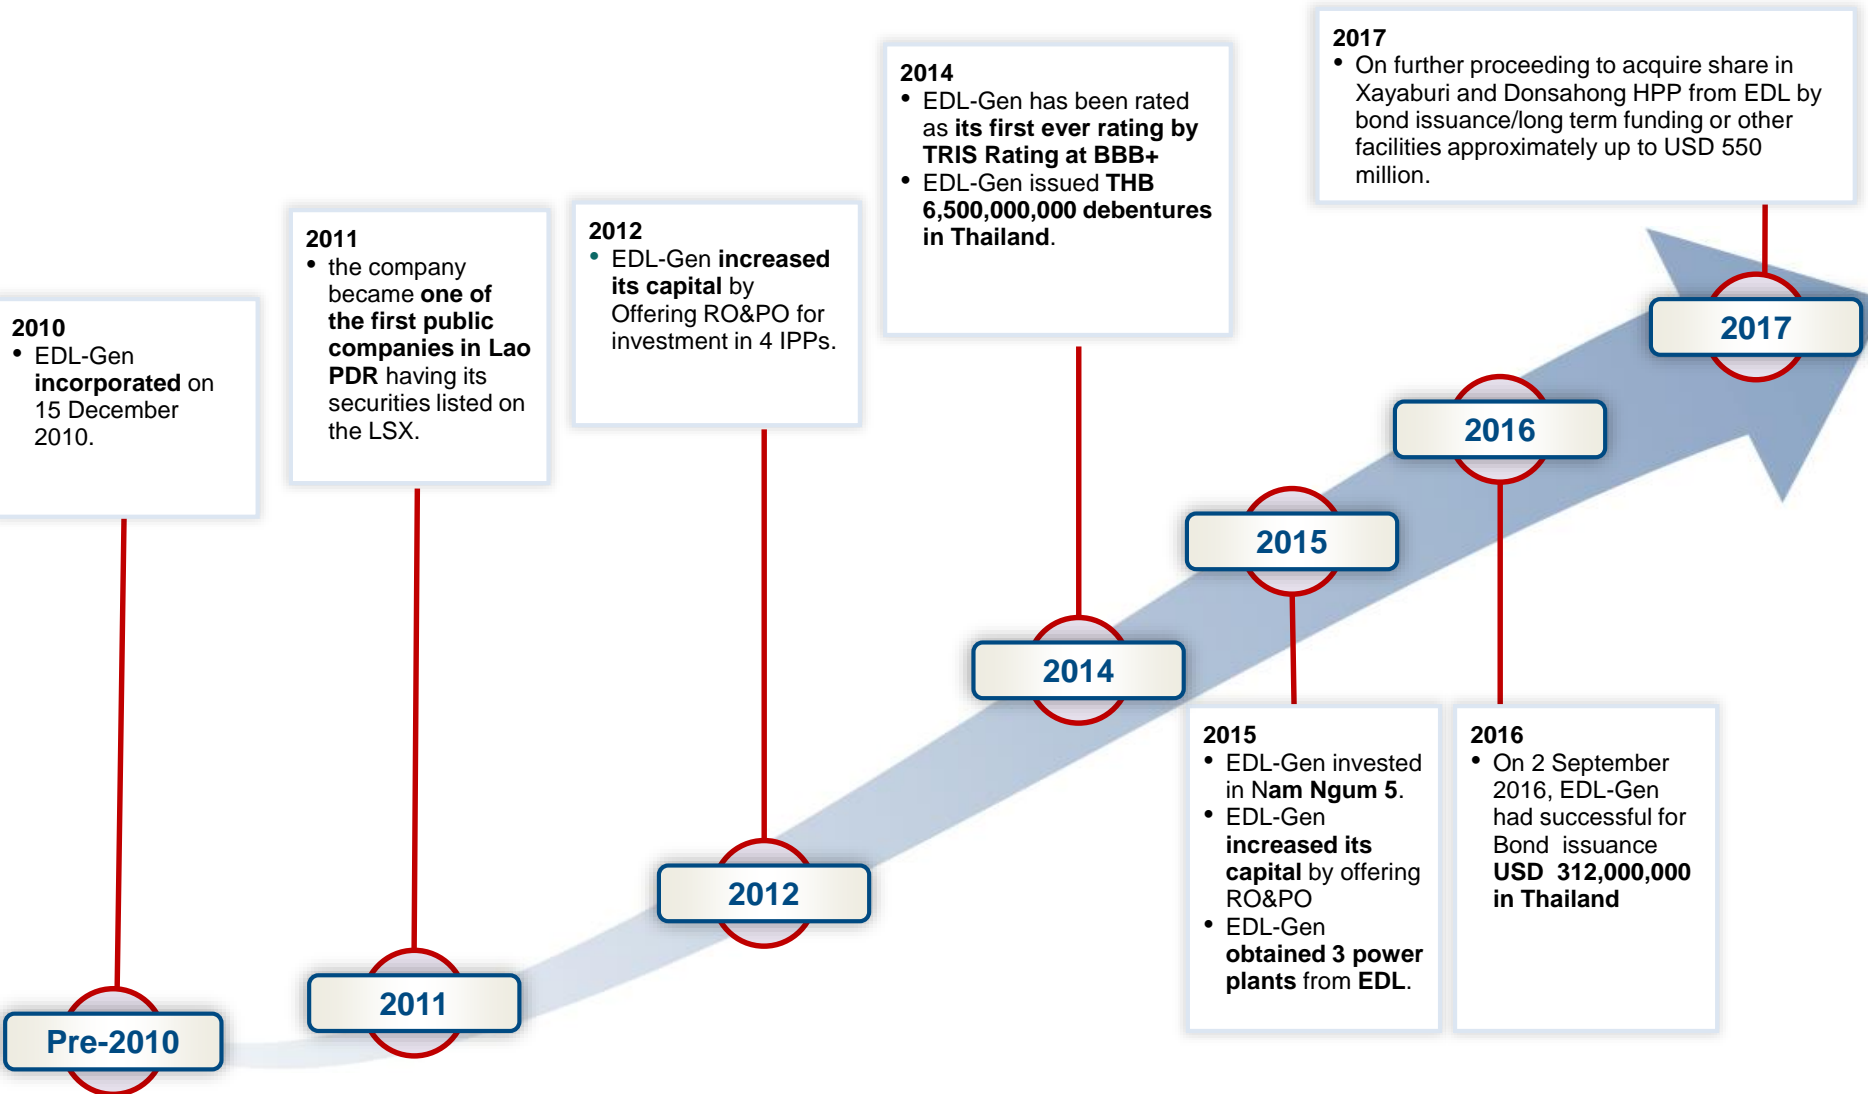 2010
• EDL-Gen
incorporated on
15 December
2010.
2011
• the company
became one of
the first public
companies in Lao
PDR having its
securities listed on
the LSX.
2012
• EDL-Gen increased
its capital by
Offering RO&PO for
investment in 4 IPPs.
2014
• EDL-Gen has been rated
as its first ever rating by
TRIS Rating at BBB+
• EDL-Gen issued THB
6,500,000,000 debentures
in Thailand.
2017
• On further proceeding to acquire share in
Xayaburi and Donsahong HPP from EDL by
bond issuance/long term funding or other
facilities approximately up to USD 550
million.
2017
2016
2015
2014
2012
2011
Pre-2010
2015
• EDL-Gen invested
in Nam Ngum 5.
• EDL-Gen
increased its
capital by offering
RO&PO
• EDL-Gen
obtained 3 power
plants from EDL.
2016
• On 2 September
2016, EDL-Gen
had successful for
Bond issuance
USD 312,000,000
in Thailand